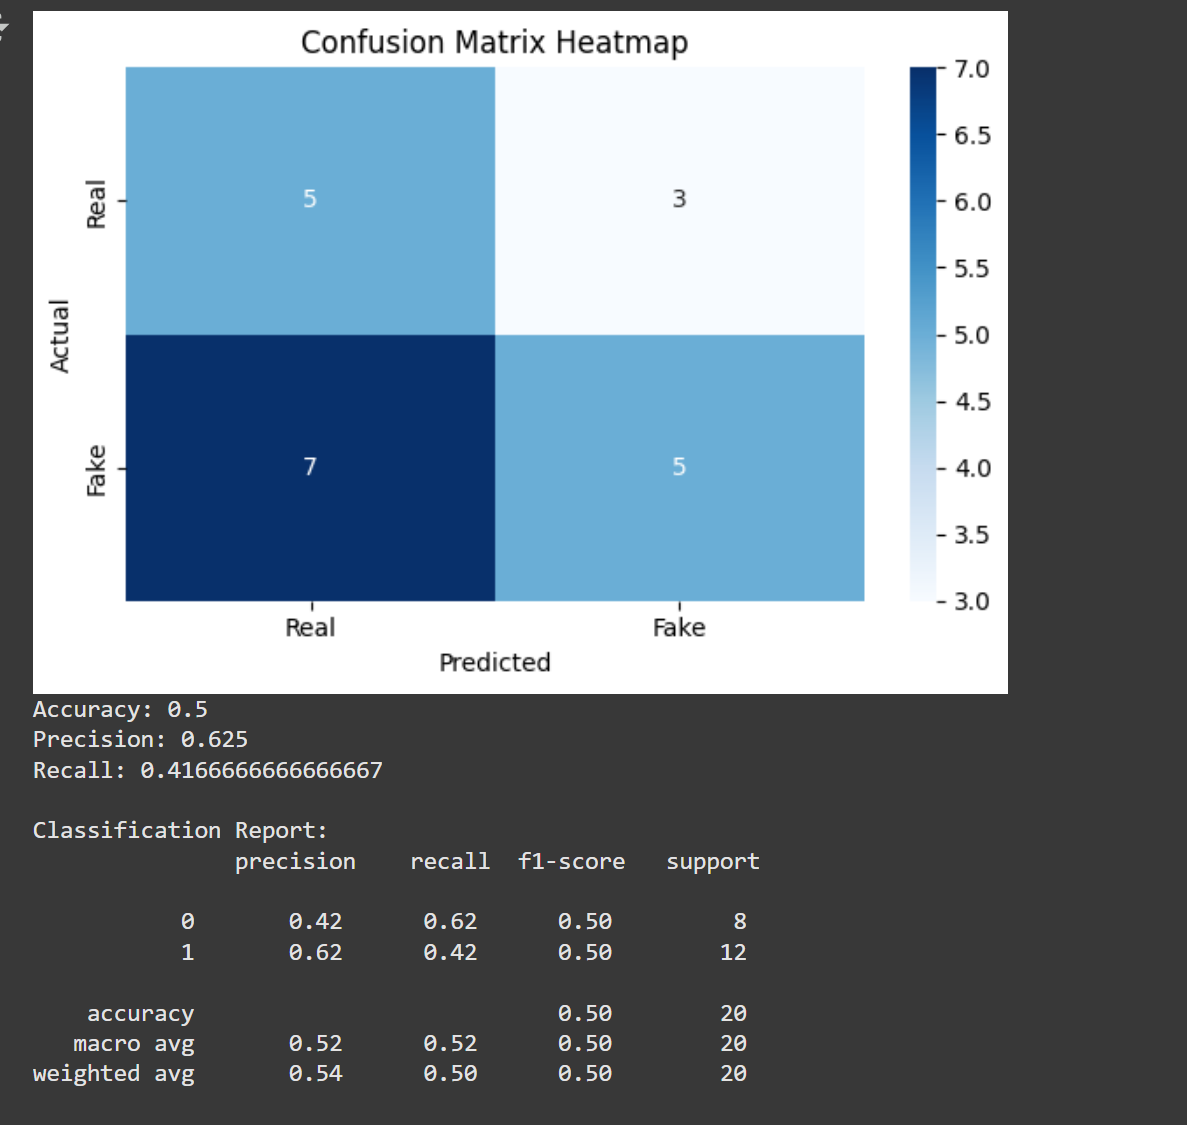 Confusion Matrix Heatmap
7.0
6.5
6.0
5.5
5.0
4.5
4.0
3.5
3.0
Actual
Real
5 3
Fake
7 5
Real Fake
Predicted
Accuracy: 0.5
Precision: 0.625
Recall: 0.4166666666666667
Classification Report:
precision recall f1-score support
0 0.42 0.62 0.50 8
1 0.62 0.42 0.50 12
accuracy 0.50 20
macro avg 0.52 0.52 0.50 20
weighted avg 0.54 0.50 0.50 20